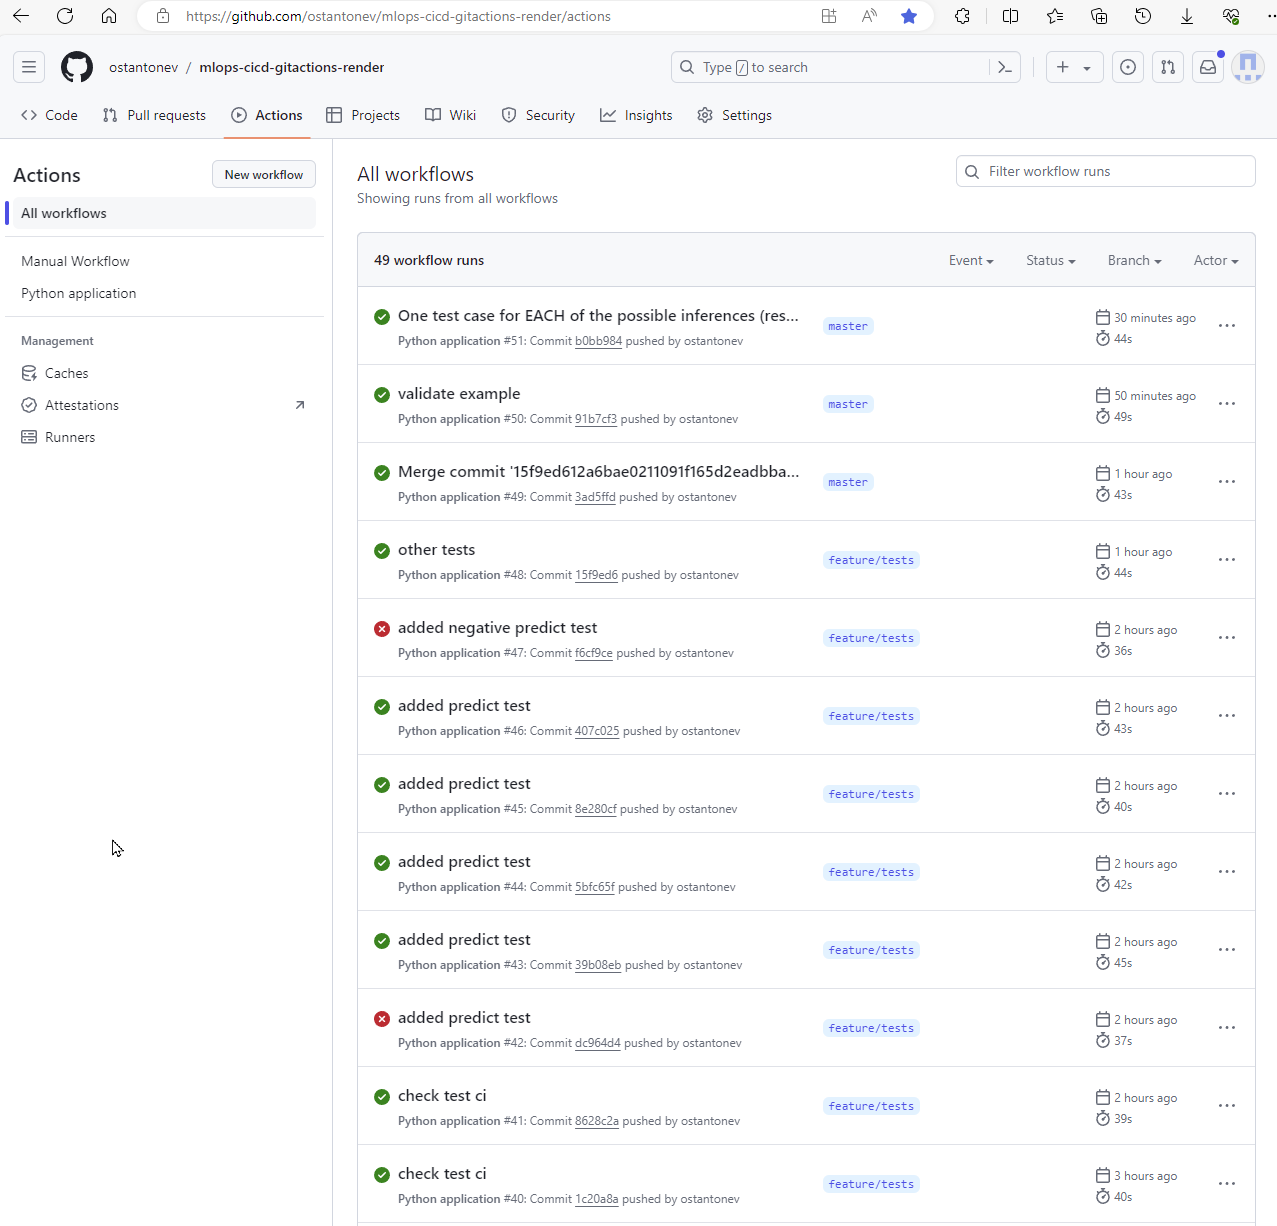 https://github.com/ostantonev/mlops-cicd-gitactions-render/actions
ostantonev / mlops-cicd-gitactions-render
Type / to search
Code
Pull requests
Actions
Projects
Wiki
Security
Insights
Settings
Actions
New workflow
All workflows
Manual Workflow
Python application
Management
Caches
Attestations
Runners
All workflows
Showing runs from all workflows
Filter workflow runs
49 workflow runs
Event
Status
Branch
Actor
One test case for EACH of the possible inferences (res...
Python application #51: Commit b0bb984 pushed by ostantonev
master
30 minutes ago
44s
validate example
Python application #50: Commit 91b7cf3 pushed by ostantonev
master
50 minutes ago
49s
Merge commit '15f9ed612a6bae0211091f165d2eadbba...
Python application #49: Commit 3ad5ffd pushed by ostantonev
master
1 hour ago
43s
other tests
Python application #48: Commit 15f9ed6 pushed by ostantonev
feature/tests
1 hour ago
44s
added negative predict test
Python application #47: Commit f6cf9ce pushed by ostantonev
feature/tests
2 hours ago
36s
added predict test
Python application #46: Commit 407c025 pushed by ostantonev
feature/tests
2 hours ago
43s
added predict test
Python application #45: Commit 8e280cf pushed by ostantonev
feature/tests
2 hours ago
40s
added predict test
Python application #44: Commit 5bfc65f pushed by ostantonev
feature/tests
2 hours ago
42s
added predict test
Python application #43: Commit 39b08eb pushed by ostantonev
feature/tests
2 hours ago
45s
added predict test
Python application #42: Commit dc964d4 pushed by ostantonev
feature/tests
2 hours ago
37s
check test ci
Python application #41: Commit 8628c2a pushed by ostantonev
feature/tests
2 hours ago
39s
check test ci
Python application #40: Commit 1c20a8a pushed by ostantonev
feature/tests
3 hours ago
40s